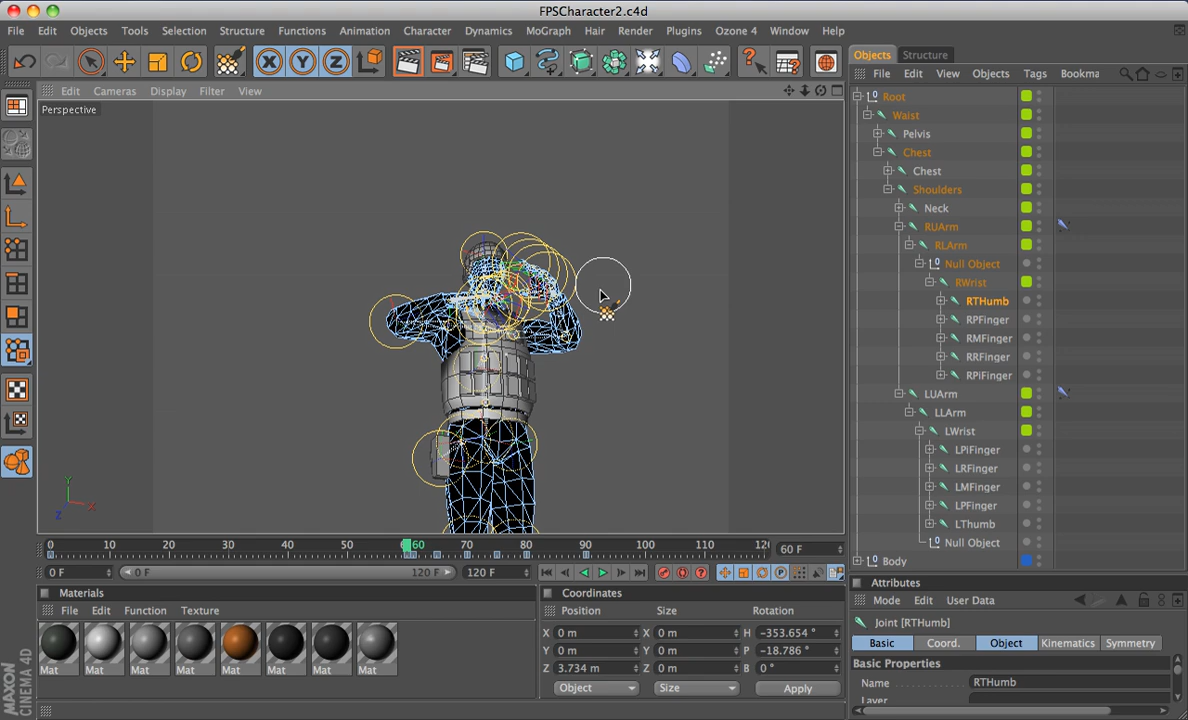 FPSCharacter2.c4d
File Edit Objects Tools Selection Structure Functions Animation Character Dynamics MoGraph Hair Render Plugins Ozone 4 Window Help
X Y Z
Edit Cameras Display Filter View
Perspective
Y
X
Z
0 10 20 30 40 50 60 70 80 90 100 110 12
60 F
0 F
0 F
120 F
120 F
Materials
File Edit Function Texture
Mat Mat Mat Mat Mat Mat Mat Mat
MAXON
CINEMA 4D
Coordinates
Position Size Rotation
X 0 m X 0 m H -353.654 °
Y 0 m Y 0 m P -18.786 °
Z 3.734 m Z 0 m B 0 °
Object Size Apply
Objects Structure
File Edit View Objects Tags Bookma
Root
Waist
Pelvis
Chest
Chest
Shoulders
Neck
RUArm
RLArm
Null Object
RWrist
RTHumb
RPFinger
RMFinger
RRFinger
RPiFinger
LUArm
LLArm
LWrist
LPiFinger
LRFinger
LMFinger
LPFinger
LThumb
Null Object
Body
Attributes
Mode Edit User Data
Joint [RTHumb]
Basic Coord. Object Kinematics Symmetry
Basic Properties
Name RTHumb
Layer